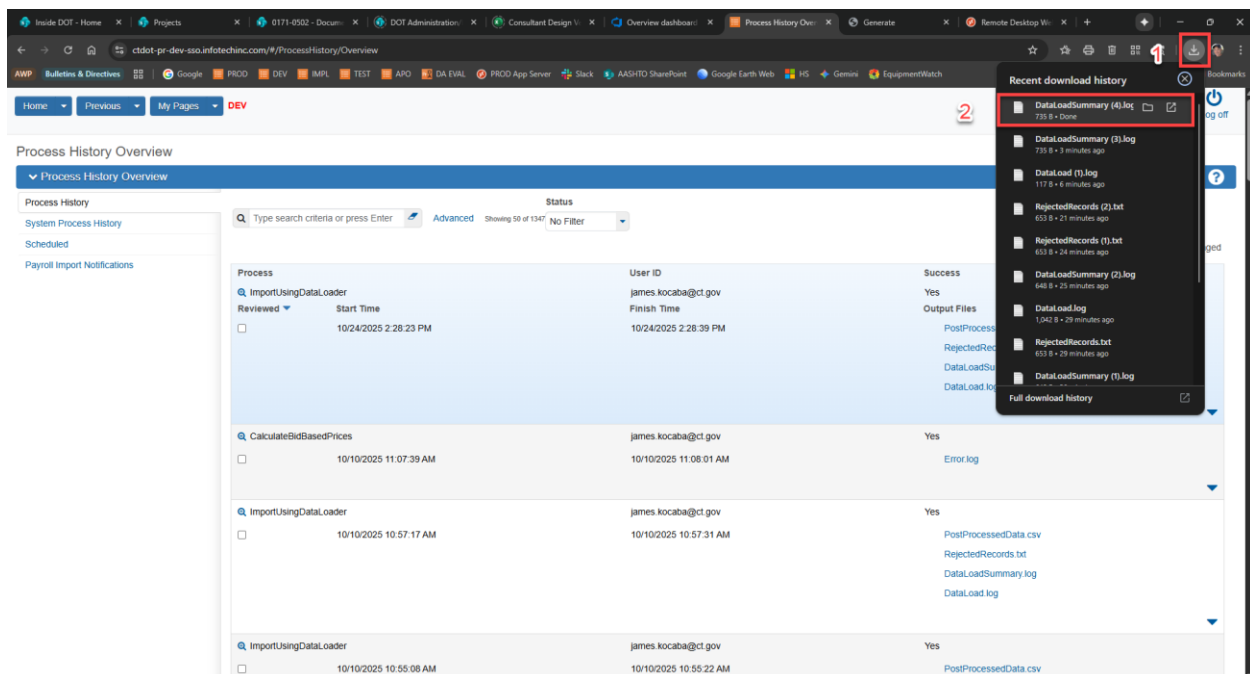 Inside DOT - Home
Projects
0171-0502 - Docum
DOT Administration/
Consultant Design V
Overview dashboard
Process History Over
Generate
Remote Desktop W
ctdot-pr-dev-sso.infotechinc.com/#/ProcessHistory/Overview
1
AWP Bulletins & Directives Google PROD DEV IMPL TEST APO DA EVAL PROD App Server Slack AASHTO SharePoint Google Earth Web HS Gemini EquipmentWatch Bookmarks
Recent download history
Home Previous My Pages DEV
2
DataLoadSummary (4).log
735 B • Done
og off
DataLoadSummary (3).log
735 B • 3 minutes ago
DataLoad (1).log
117 B • 6 minutes ago
RejectedRecords (2).txt
653 B • 21 minutes ago
RejectedRecords (1).txt
653 B • 24 minutes ago
DataLoadSummary (2).log
648 B • 25 minutes ago
DataLoad.log
1,042 B • 29 minutes ago
RejectedRecords.txt
653 B • 29 minutes ago
DataLoadSummary (1).log
Full download history
Process History Overview
Process History Overview
?
Process History
System Process History
Scheduled
Payroll Import Notifications
Status
Type search criteria or press Enter Advanced Showing 50 of 1347 No Filter
ged
Process User ID Success
ImportUsingDataLoader james.kocaba@ct.gov Yes
Reviewed Start Time Finish Time Output Files
10/24/2025 2:28:23 PM 10/24/2025 2:28:39 PM PostProcess
RejectedRec
DataLoadSu
DataLoad.lo
CalculateBidBasedPrices james.kocaba@ct.gov Yes
10/10/2025 11:07:39 AM 10/10/2025 11:08:01 AM Error.log
ImportUsingDataLoader james.kocaba@ct.gov Yes
10/10/2025 10:57:17 AM 10/10/2025 10:57:31 AM PostProcessedData.csv
RejectedRecords.txt
DataLoadSummary.log
DataLoad.log
ImportUsingDataLoader james.kocaba@ct.gov Yes
10/10/2025 10:55:08 AM 10/10/2025 10:55:22 AM PostProcessedData.csv